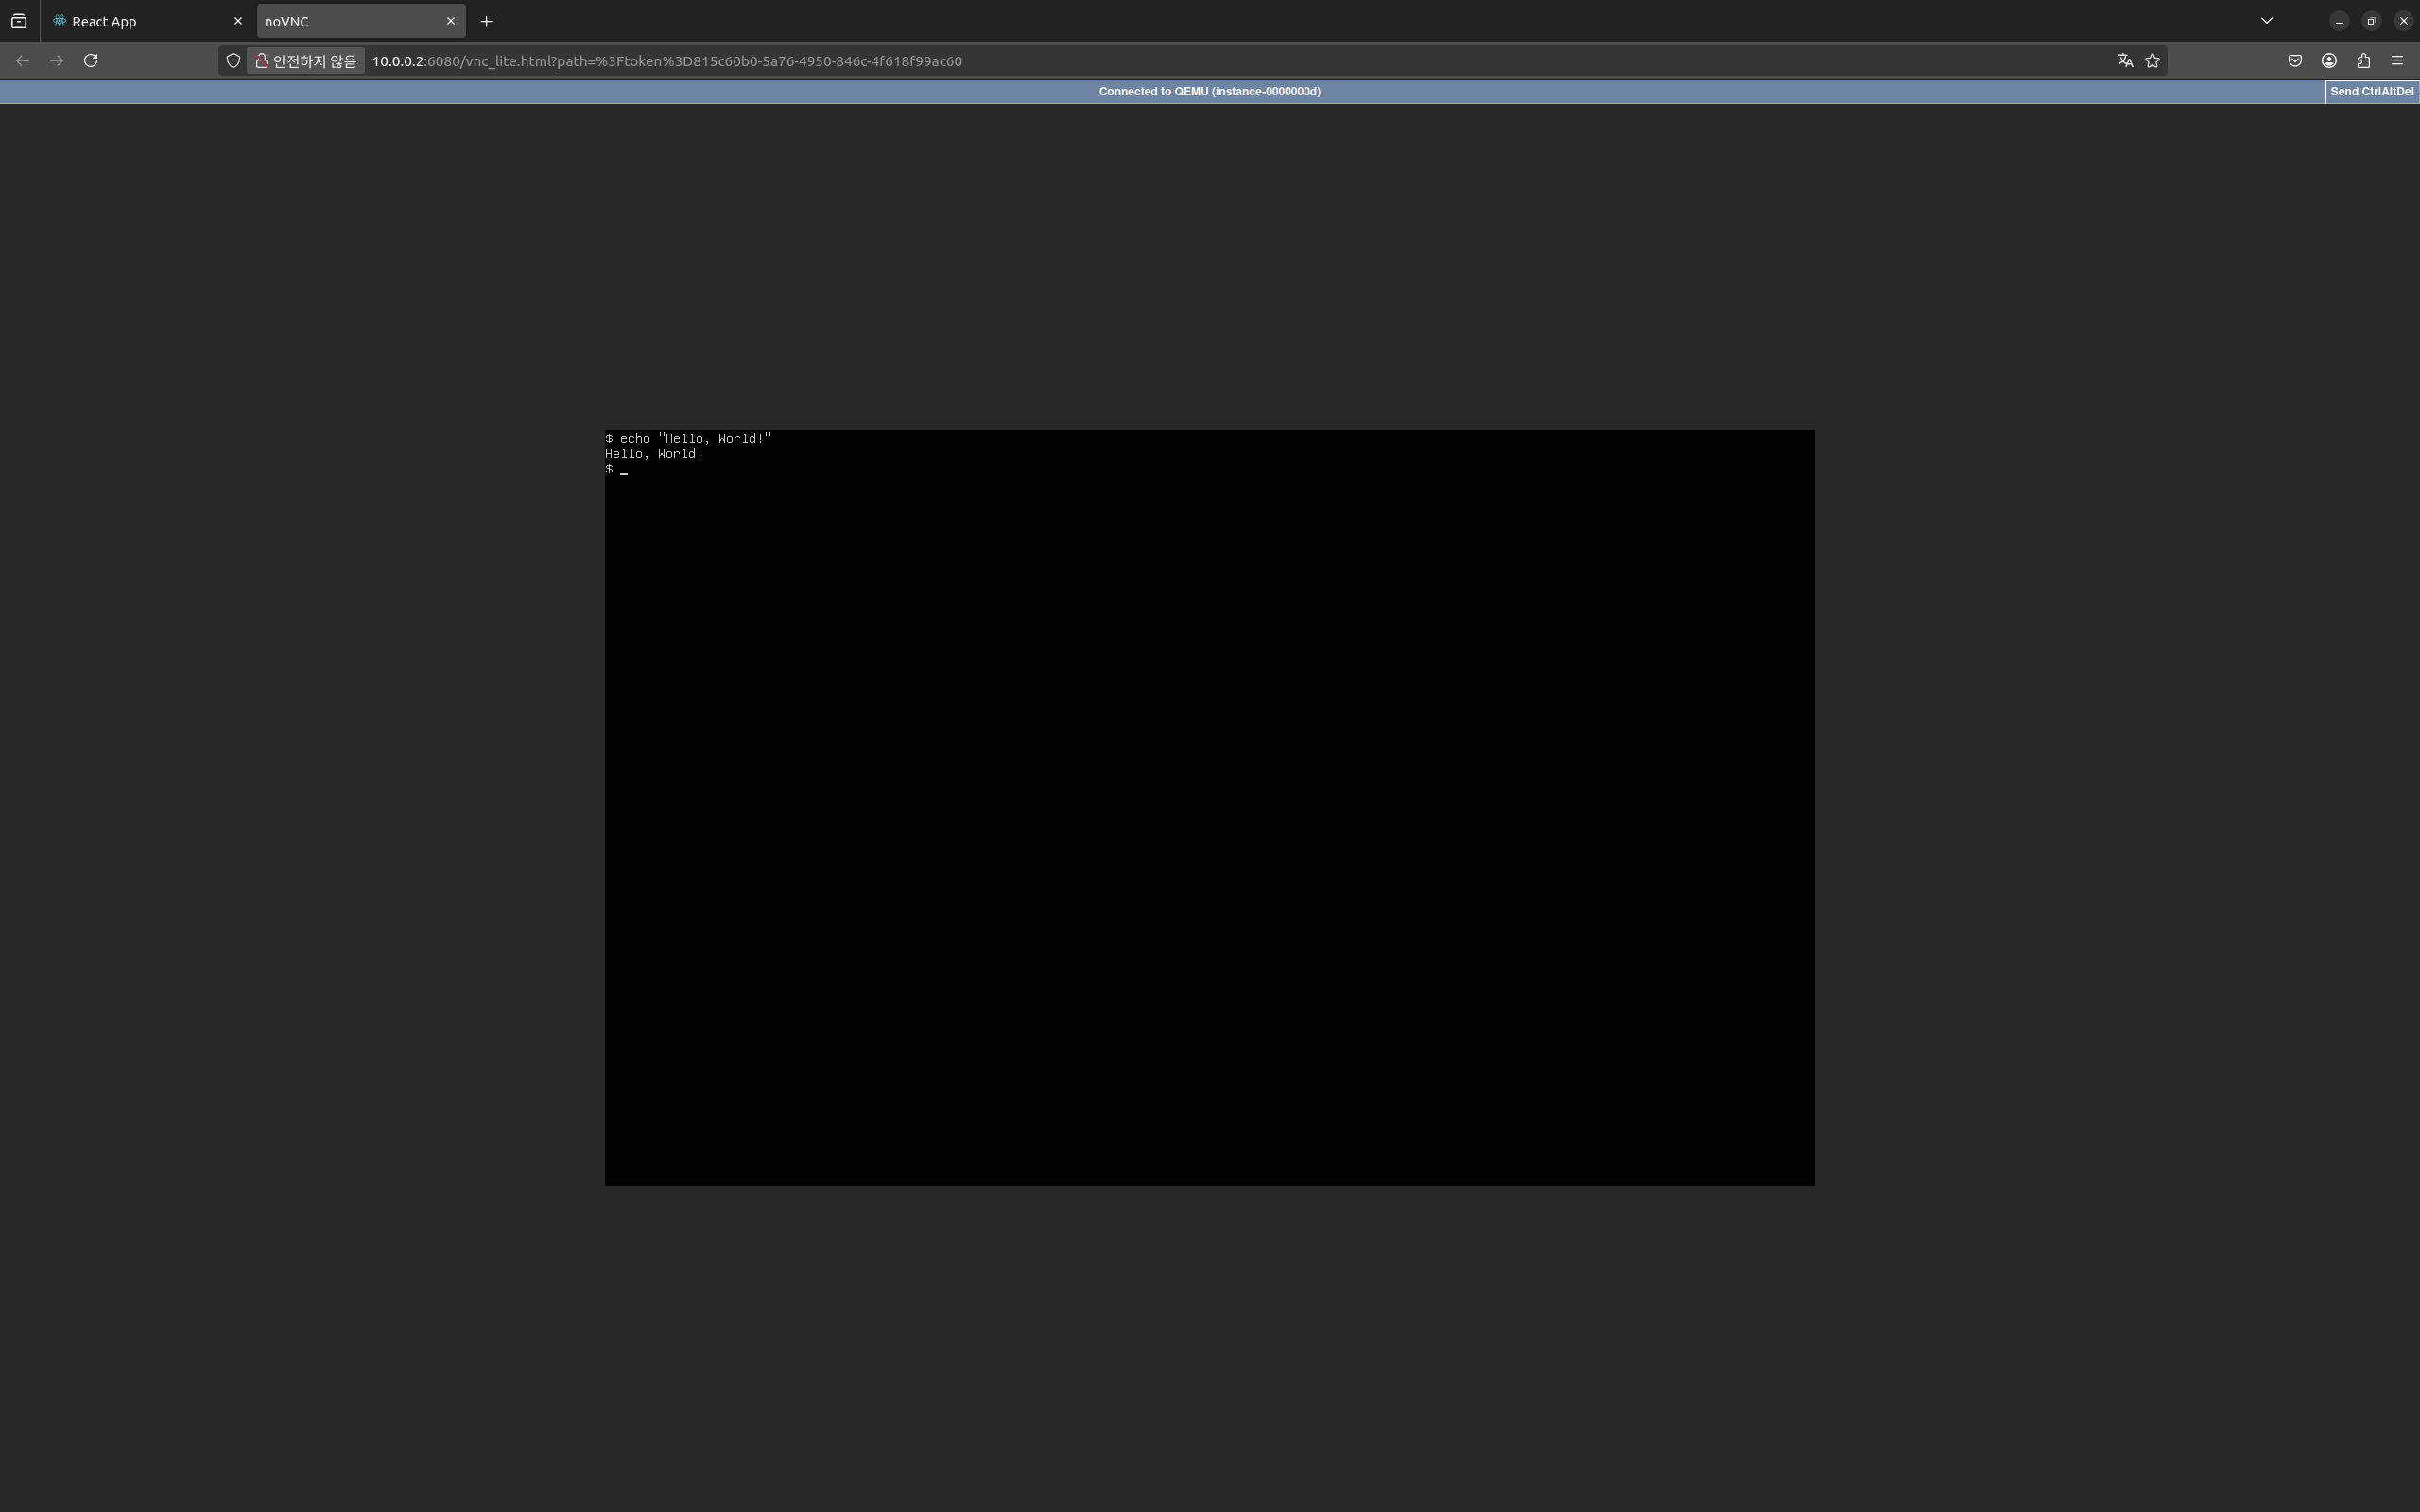 React App
noVNC
안전하지 않음 10.0.0.2:6080/vnc_lite.html?path=%3Ftoken%3D815c60b0-5a76-4950-846c-4f618f99ac60
Connected to QEMU (instance-0000000d)
Send CtrlAltDel
$ echo "Hello, World!"
Hello, World!
$ _